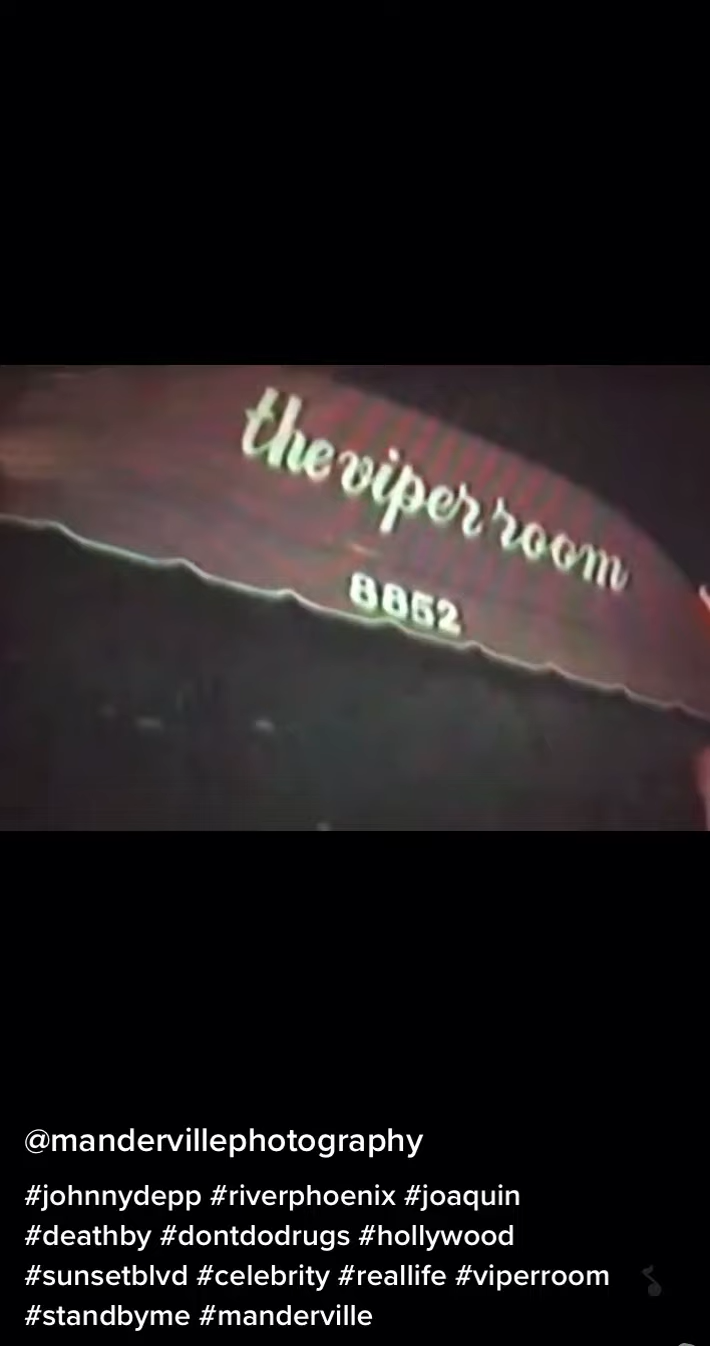 the viper room
8852
@mandervillephotography
#johnnydepp #riverphoenix #joaquin
#deathby #dontdodrugs #hollywood
#sunsetblvd #celebrity #reallife #viperroom
#standbyme #manderville